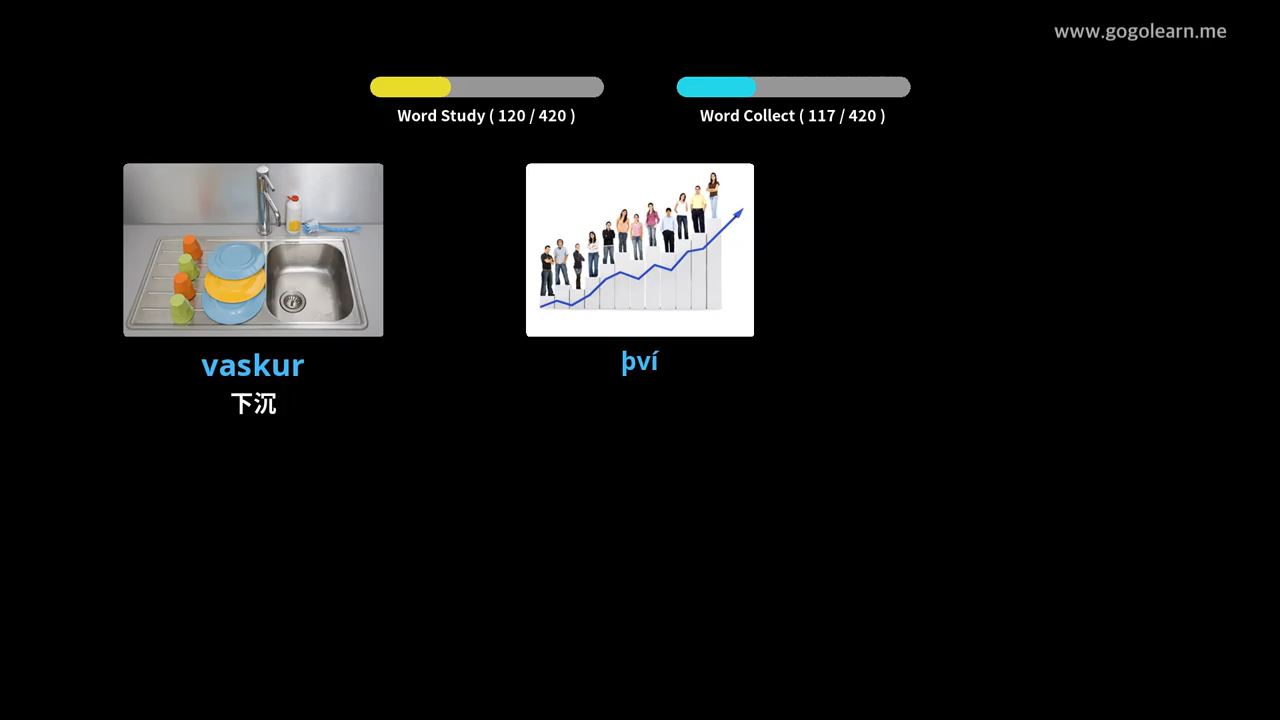 www.gogolearn.me
Word Study ( 120 / 420 )
Word Collect ( 117 / 420 )
vaskur
下沉
því